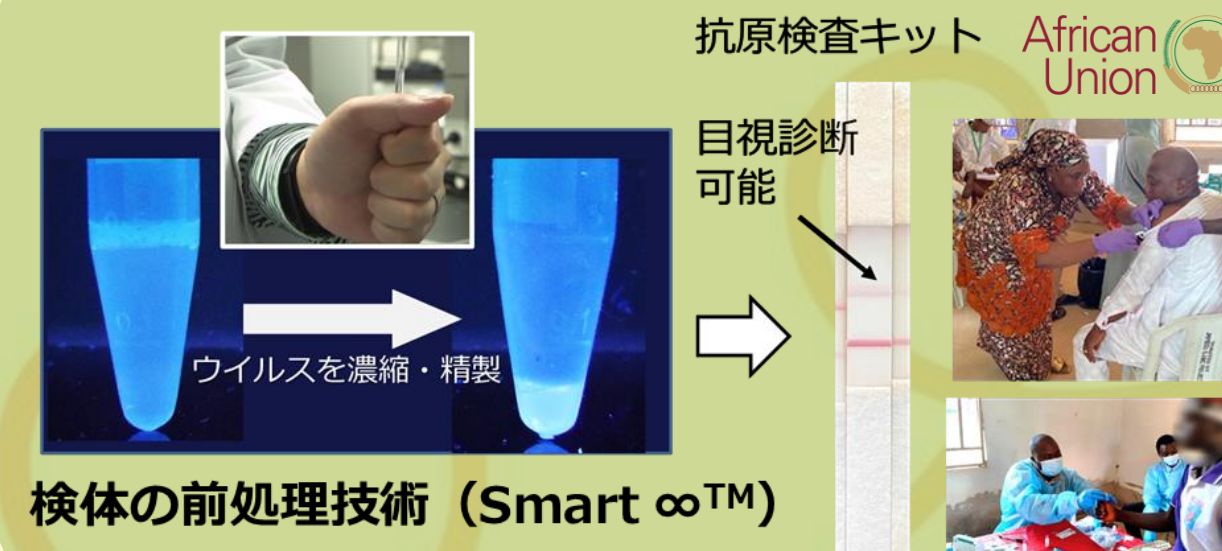 抗原検査キット
African
Union
目視診断
可能
ウイルスを濃縮・精製
検体の前処理技術（Smart ∞™）